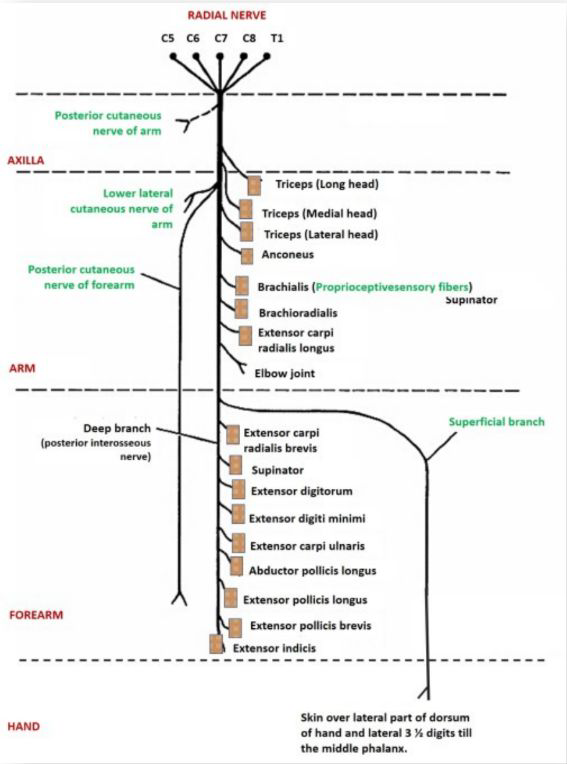 RADIAL NERVE
C5 C6 C7 C8 T1
Posterior cutaneous
nerve of arm
AXILLA
Triceps (Long head)
Lower lateral
cutaneous nerve of
arm
Triceps (Medial head)
Triceps (Lateral head)
Anconeus
Posterior cutaneous
nerve of forearm
Brachialis (Proprioceptivesensory fibers)
Supinator
Brachioradialis
Extensor carpi
radialis longus
ARM
Elbow joint
Superficial branch
Deep branch
(posterior interosseous
nerve)
Extensor carpi
radialis brevis
Supinator
Extensor digitorum
Extensor digiti minimi
Extensor carpi ulnaris
Abductor pollicis longus
Extensor pollicis longus
FOREARM
Extensor pollicis brevis
Extensor indicis
Skin over lateral part of dorsum
of hand and lateral 3 ½ digits till
the middle phalanx.
HAND